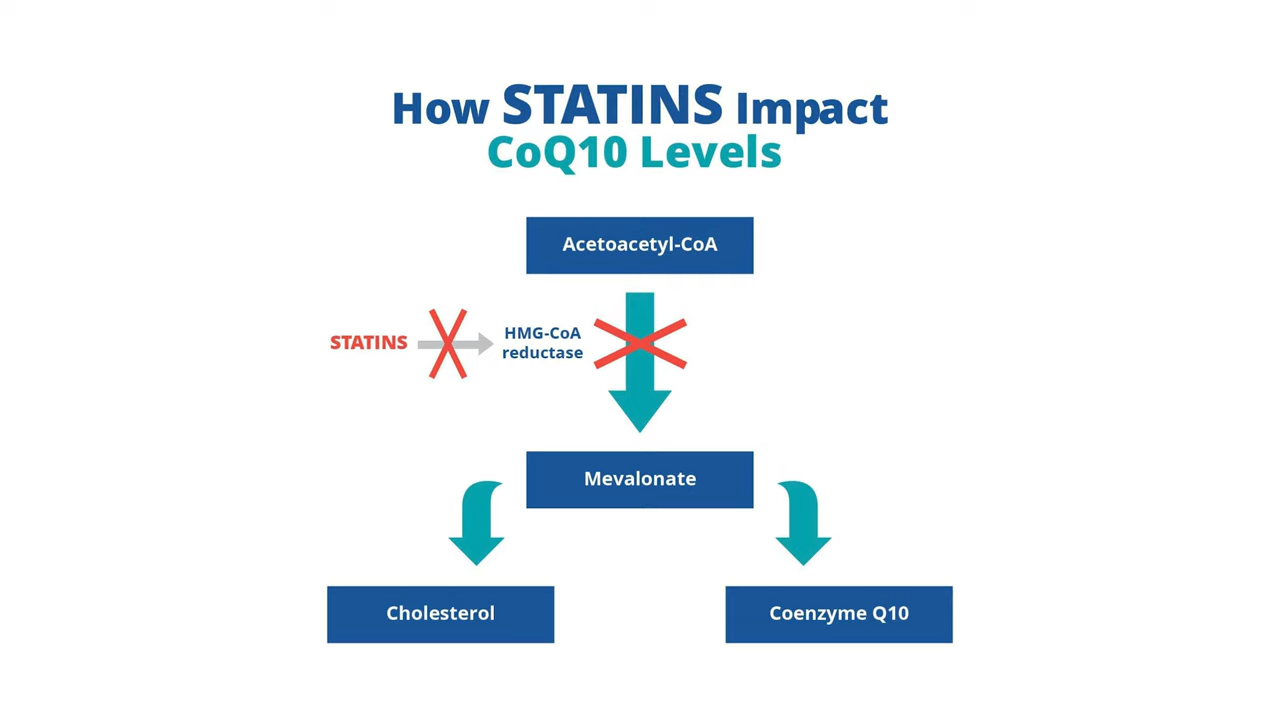 How STATINS Impact
CoQ10 Levels
Acetoacetyl-CoA
STATINS
HMG-CoA
reductase
Mevalonate
Cholesterol
Coenzyme Q10